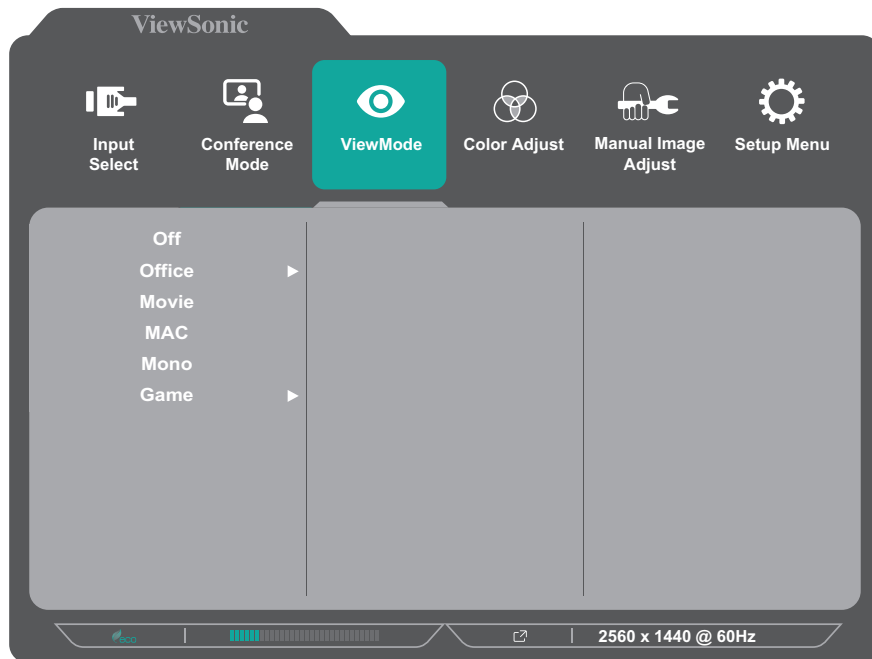 ViewSonic
Input
Select
Conference
Mode
ViewMode
Color Adjust
Manual Image
Adjust
Setup Menu
Off
Office
Movie
MAC
Mono
Game
eco
2560 x 1440 @ 60Hz